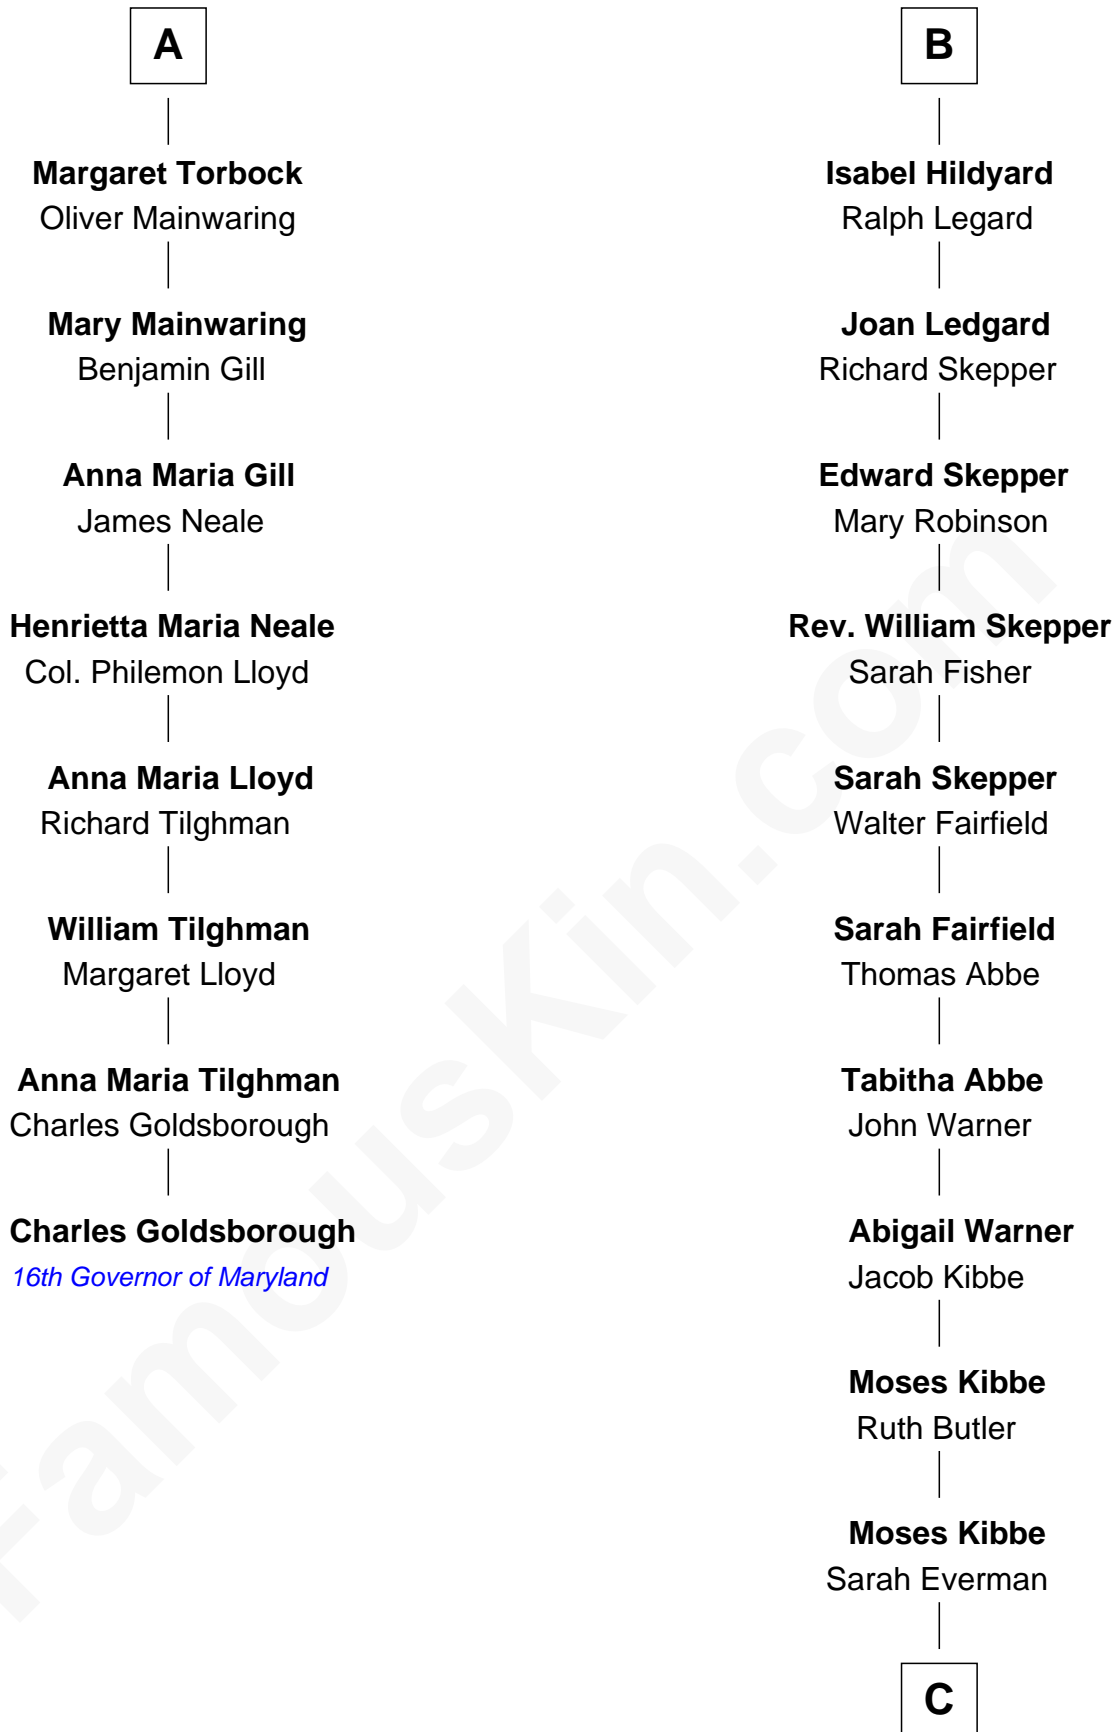 A
Margaret Torbock
Oliver Mainwaring
Mary Mainwaring
Benjamin Gill
Anna Maria Gill
James Neale
Henrietta Maria Neale
Col. Philemon Lloyd
Anna Maria Lloyd
Richard Tilghman
William Tilghman
Margaret Lloyd
Anna Maria Tilghman
Charles Goldsborough
Charles Goldsborough
16th Governor of Maryland
B
Isabel Hildyard
Ralph Legard
Joan Ledgard
Richard Skepper
Edward Skepper
Mary Robinson
Rev. William Skepper
Sarah Fisher
Sarah Skepper
Walter Fairfield
Sarah Fairfield
Thomas Abbe
Tabitha Abbe
John Warner
Abigail Warner
Jacob Kibbe
Moses Kibbe
Ruth Butler
Moses Kibbe
Sarah Everman
C
FamousKin.com